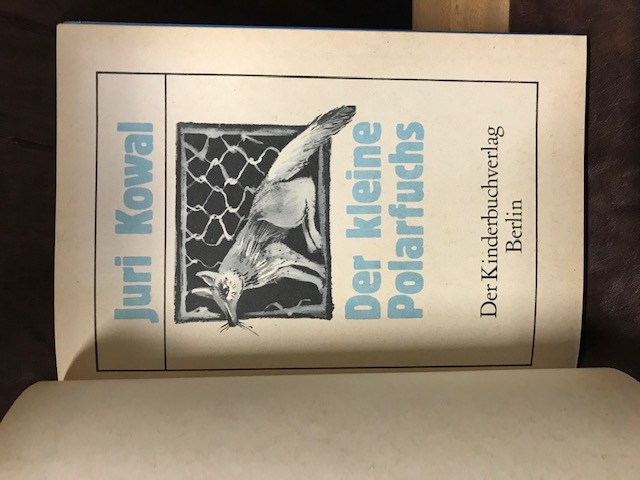 Juri Kowal
Der kleine
Polarfuchs
Der Kinderbuchverlag
Berlin